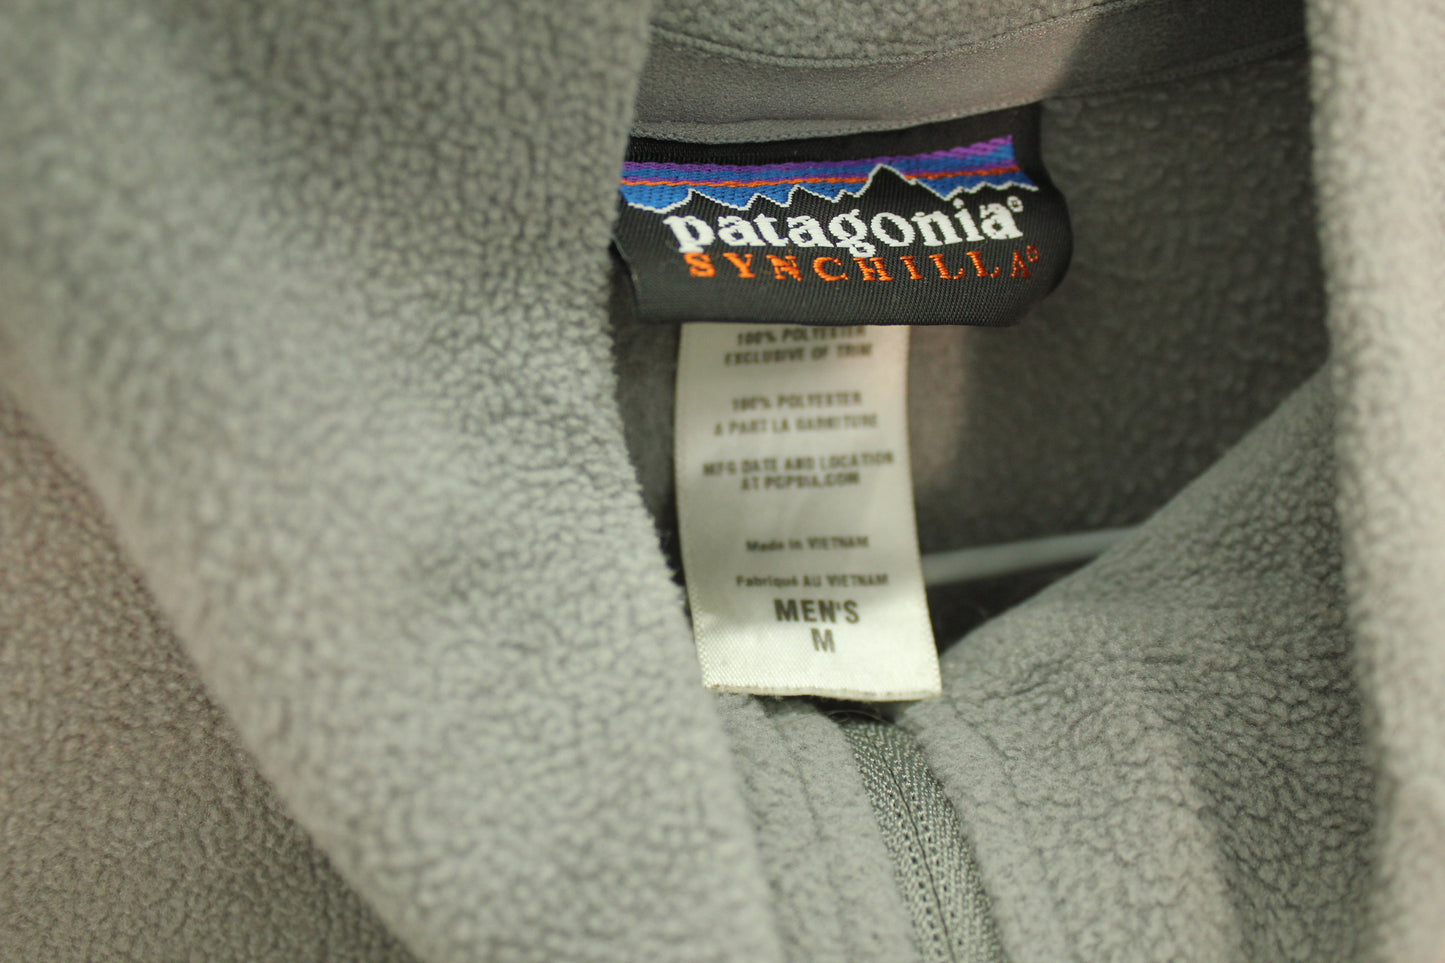 patagonia®
SYNCHILLA®
100% POLYESTER
EXCLUSIVE OF TRIM
100% POLYESTER
A PART LA GARNITURE
MFG DATE AND LOCATION
AT PCPDIA.COM
Made in VIETNAM
Fabriqué AU VIETNAM
MEN'S
M